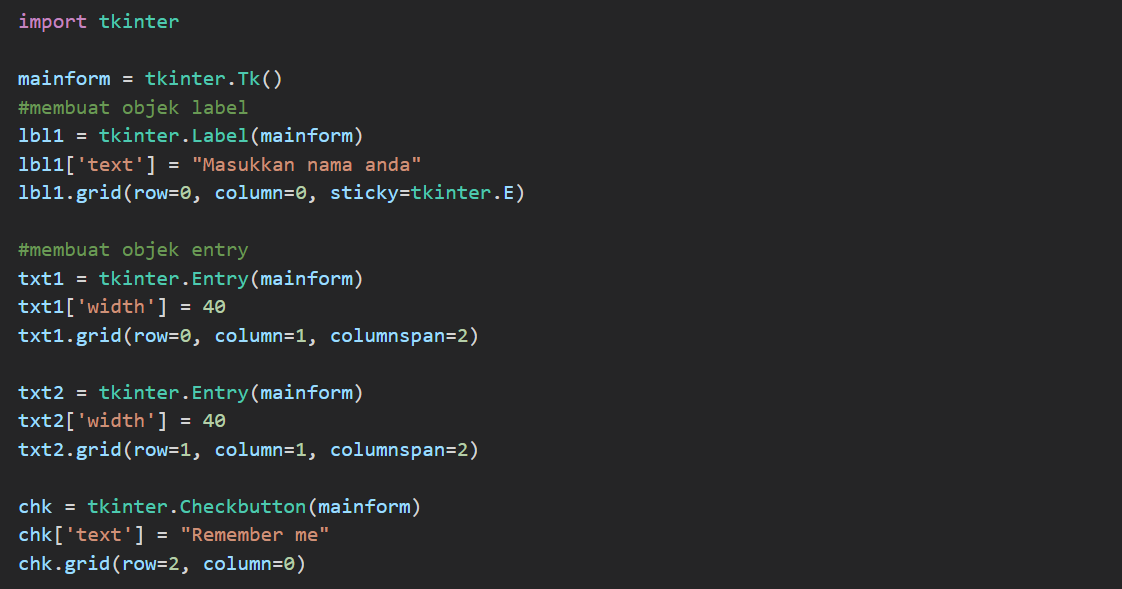 import tkinter
mainform = tkinter.Tk()
#membuat objek label
lbl1 = tkinter.Label(mainform)
lbl1['text'] = "Masukkan nama anda"
lbl1.grid(row=0, column=0, sticky=tkinter.E)
#membuat objek entry
txt1 = tkinter.Entry(mainform)
txt1['width'] = 40
txt1.grid(row=0, column=1, columnspan=2)
txt2 = tkinter.Entry(mainform)
txt2['width'] = 40
txt2.grid(row=1, column=1, columnspan=2)
chk = tkinter.Checkbutton(mainform)
chk['text'] = "Remember me"
chk.grid(row=2, column=0)